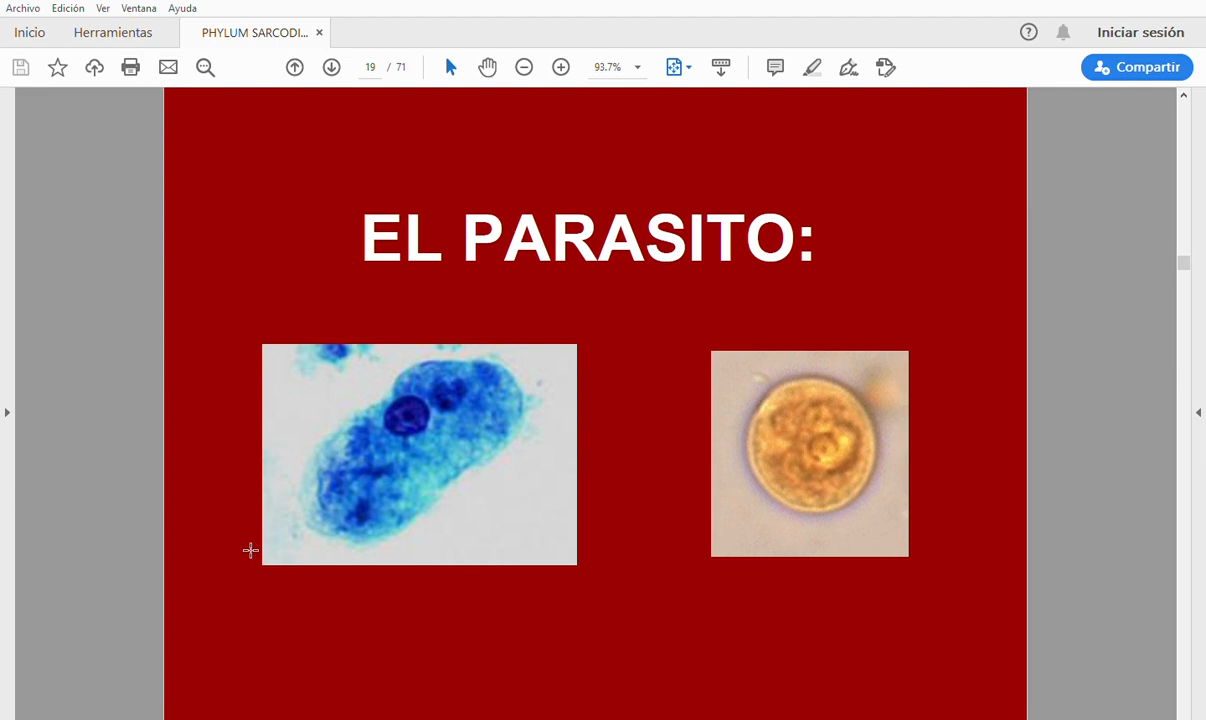 Archivo Edición Ver Ventana Ayuda
Inicio Herramientas PHYLUM SARCODI... × Iniciar sesión
19 / 71 93.7% Compartir
EL PARASITO: